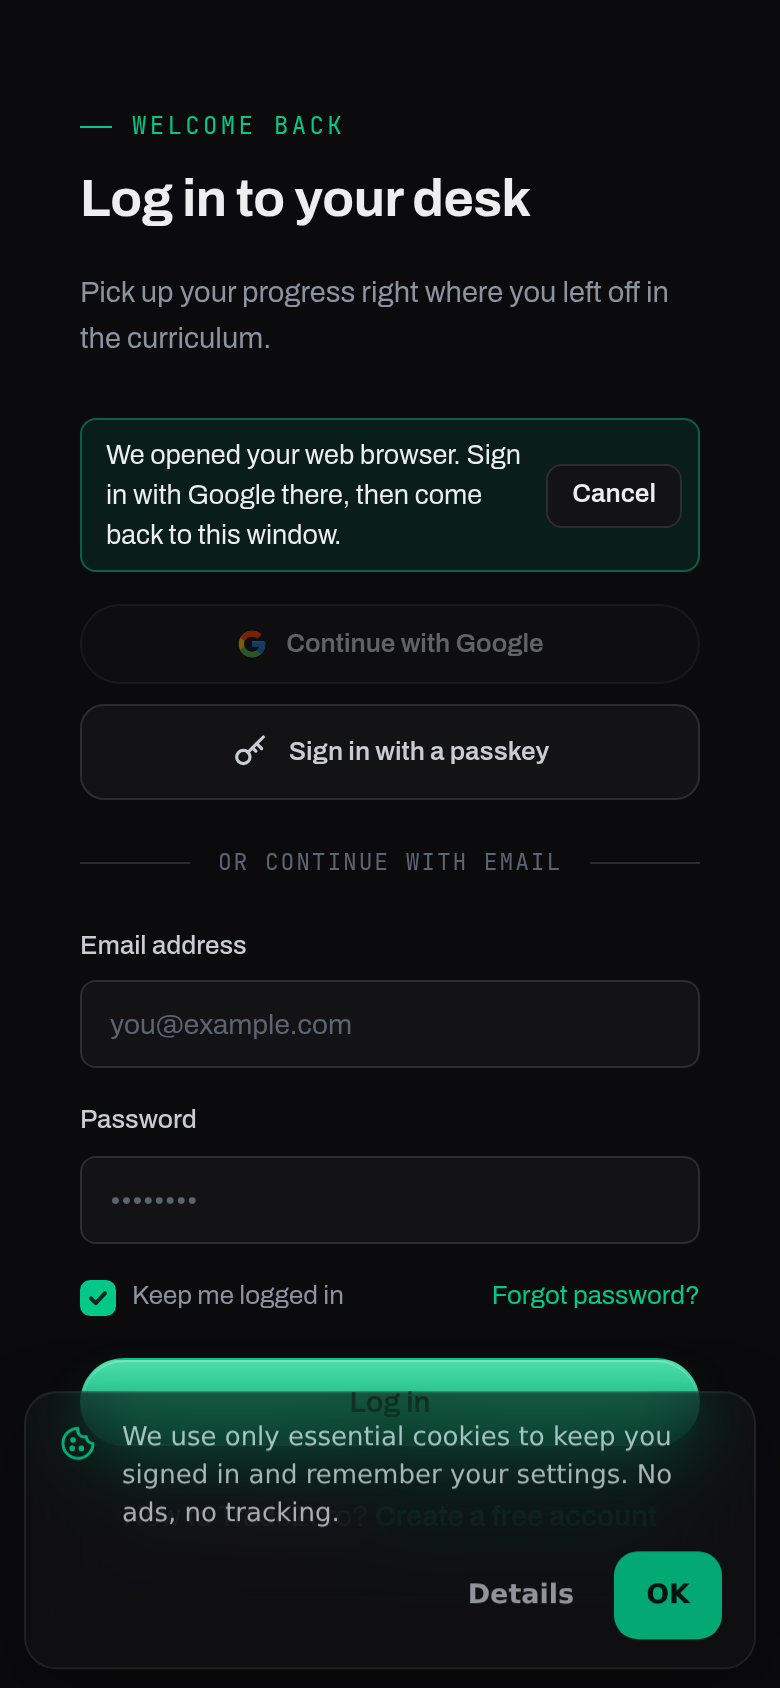 WELCOME BACK
Log in to your desk
Pick up your progress right where you left off in
the curriculum.
We opened your web browser. Sign
in with Google there, then come
back to this window.
Cancel
Continue with Google
Sign in with a passkey
OR CONTINUE WITH EMAIL
Email address
you@example.com
Password
••••••••
Keep me logged in
Forgot password?
Log in
We use only essential cookies to keep you
signed in and remember your settings. No
ads, no tracking.
Create a free account
Details
OK